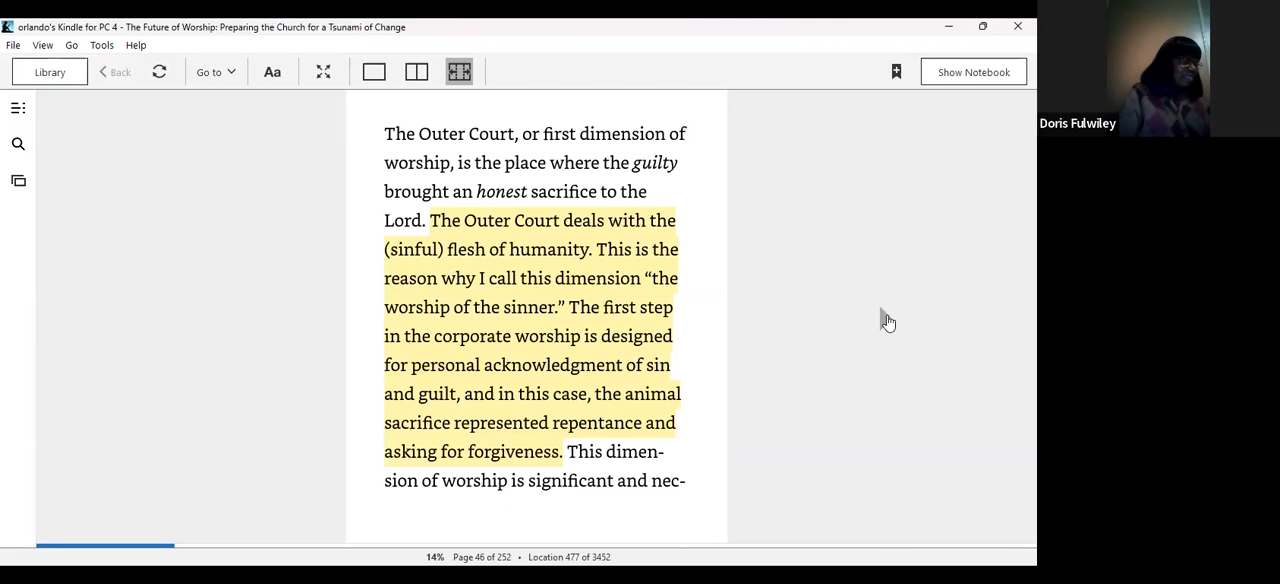 orlando's Kindle for PC 4 - The Future of Worship: Preparing the Church for a Tsunami of Change
File View Go Tools Help
Library Back Go to Aa Show Notebook
Doris Fulwiley
The Outer Court, or first dimension of
worship, is the place where the guilty
brought an honest sacrifice to the
Lord. The Outer Court deals with the
(sinful) flesh of humanity. This is the
reason why I call this dimension “the
worship of the sinner.” The first step
in the corporate worship is designed
for personal acknowledgment of sin
and guilt, and in this case, the animal
sacrifice represented repentance and
asking for forgiveness. This dimen-
sion of worship is significant and nec-
14% Page 46 of 252 • Location 477 of 3452